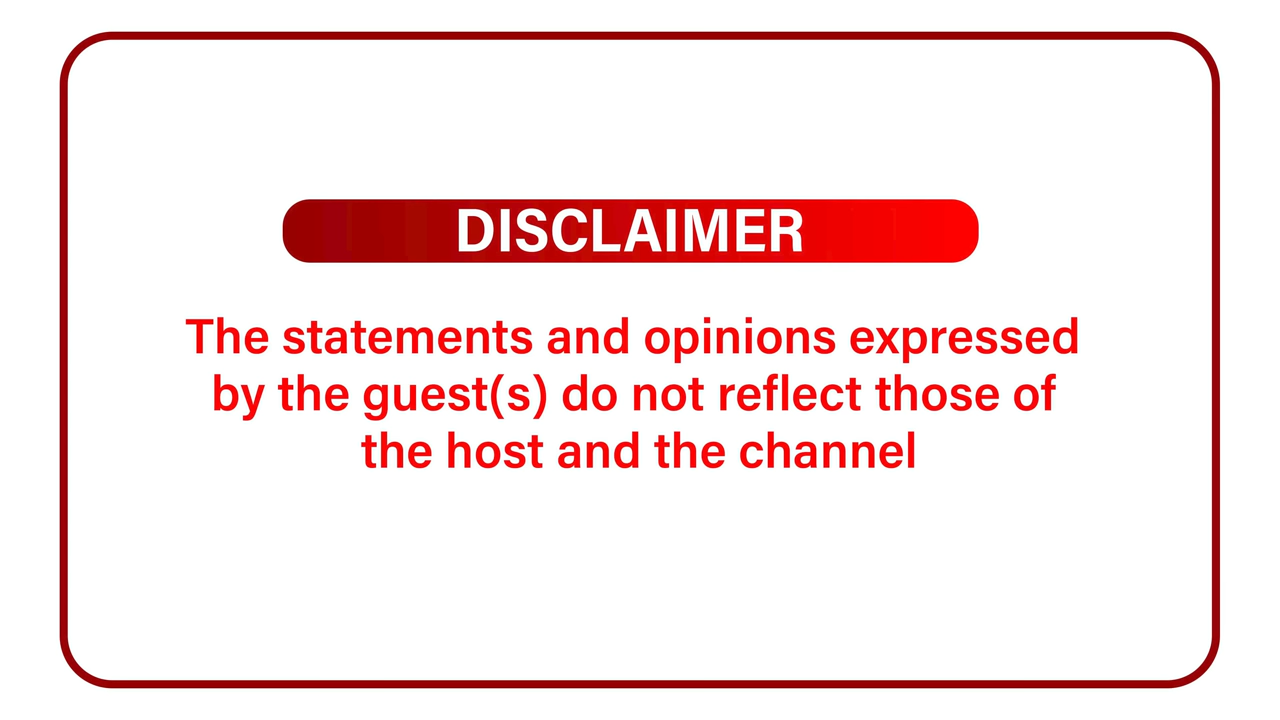 DISCLAIMER
The statements and opinions expressed
by the guest(s) do not reflect those of
the host and the channel